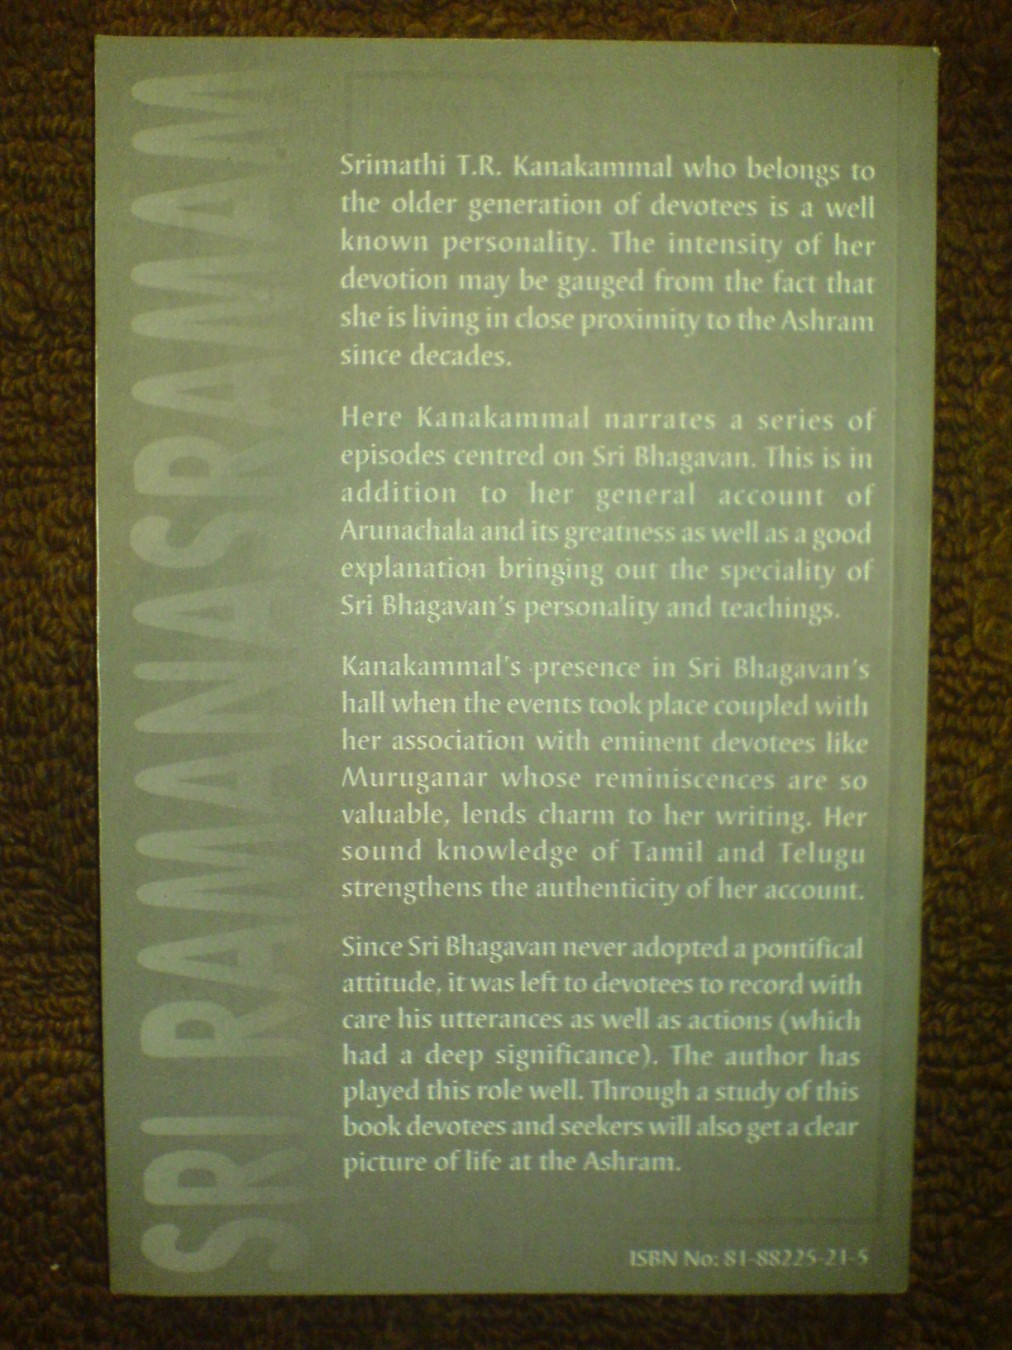 SRI RAMANASRAMAM
Srimathi T.R. Kanakammal who belongs to
the older generation of devotees is a well
known personality. The intensity of her
devotion may be gauged from the fact that
she is living in close proximity to the Ashram
since decades.
Here Kanakammal narrates a series of
episodes centred on Sri Bhagavan. This is in
addition to her general account of
Arunachala and its greatness as well as a good
explanation bringing out the speciality of
Sri Bhagavan's personality and teachings.
Kanakammal's presence in Sri Bhagavan's
hall when the events took place coupled with
her association with eminent devotees like
Muruganar whose reminiscences are so
valuable, lends charm to her writing. Her
sound knowledge of Tamil and Telugu
strengthens the authenticity of her account.
Since Sri Bhagavan never adopted a pontifical
attitude, it was left to devotees to record with
care his utterances as well as actions (which
had a deep significance). The author has
played this role well. Through a study of this
book devotees and seekers will also get a clear
picture of life at the Ashram.
ISBN No: 81-88225-21-5